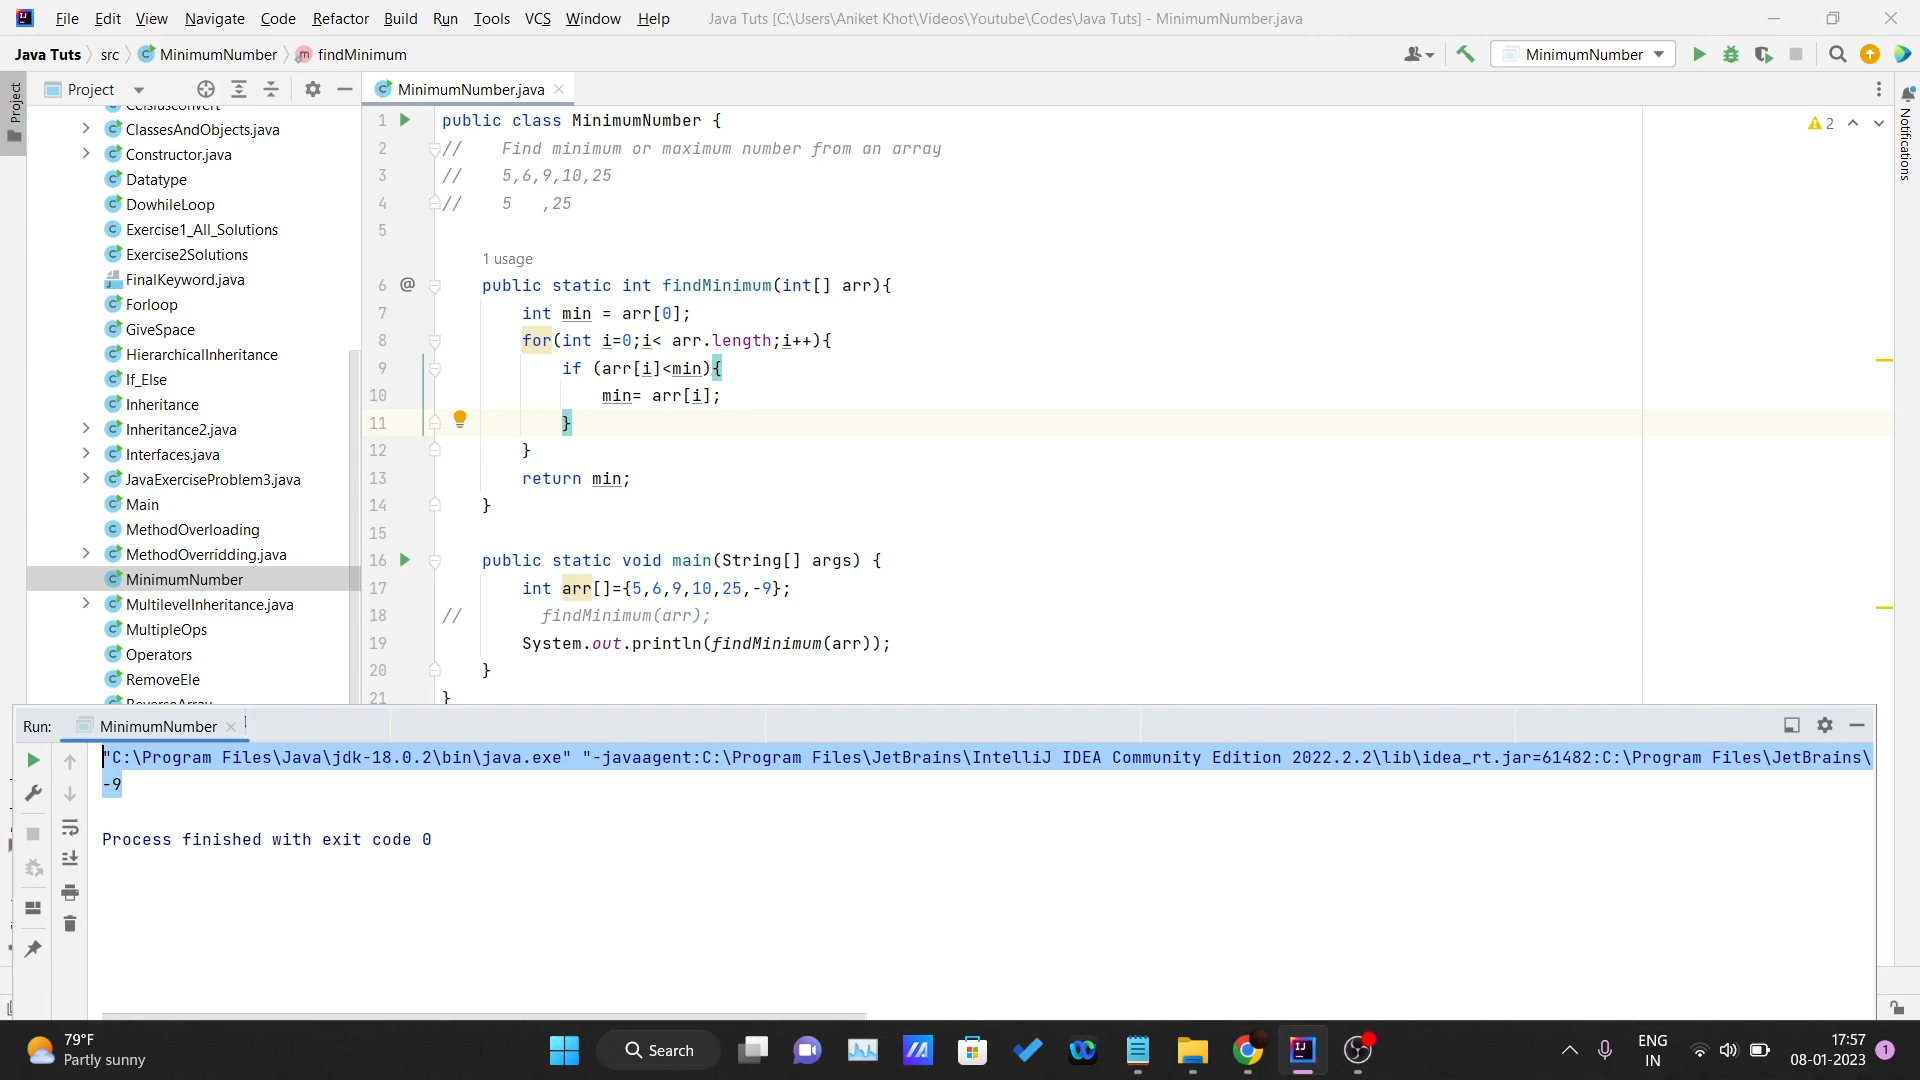 File Edit View Navigate Code Refactor Build Run Tools VCS Window Help Java Tuts [C:\Users\Aniket Khot\Videos\Youtube\Codes\Java Tuts] - MinimumNumber.java
Java Tuts src MinimumNumber findMinimum MinimumNumber
Project
Project
MinimumNumber.java
Notifications
Celsiusconvert
ClassesAndObjects.java
Constructor.java
Datatype
DowhileLoop
Exercise1_All_Solutions
Exercise2Solutions
FinalKeyword.java
Forloop
GiveSpace
HierarchicalInheritance
If_Else
Inheritance
Inheritance2.java
Interfaces.java
JavaExerciseProblem3.java
Main
MethodOverloading
MethodOverridding.java
MinimumNumber
MultilevelInheritance.java
MultipleOps
Operators
RemoveEle
ReverseArray
2
1 public class MinimumNumber {
2 // Find minimum or maximum number from an array
3 // 5,6,9,10,25
4 // 5 ,25
5
1 usage
6 @ public static int findMinimum(int[] arr){
7 int min = arr[0];
8 for(int i=0;i< arr.length;i++){
9 if (arr[i]<min){
10 min= arr[i];
11 }
12 }
13 return min;
14 }
15
16 public static void main(String[] args) {
17 int arr[]={5,6,9,10,25,-9};
18 // findMinimum(arr);
19 System.out.println(findMinimum(arr));
20 }
21 }
Run: MinimumNumber
"C:\Program Files\Java\jdk-18.0.2\bin\java.exe" "-javaagent:C:\Program Files\JetBrains\IntelliJ IDEA Community Edition 2022.2.2\lib\idea_rt.jar=61482:C:\Program Files\JetBrains\
-9
Process finished with exit code 0
79°F
Partly sunny
Search
ENG
IN
17:57
08-01-2023
1